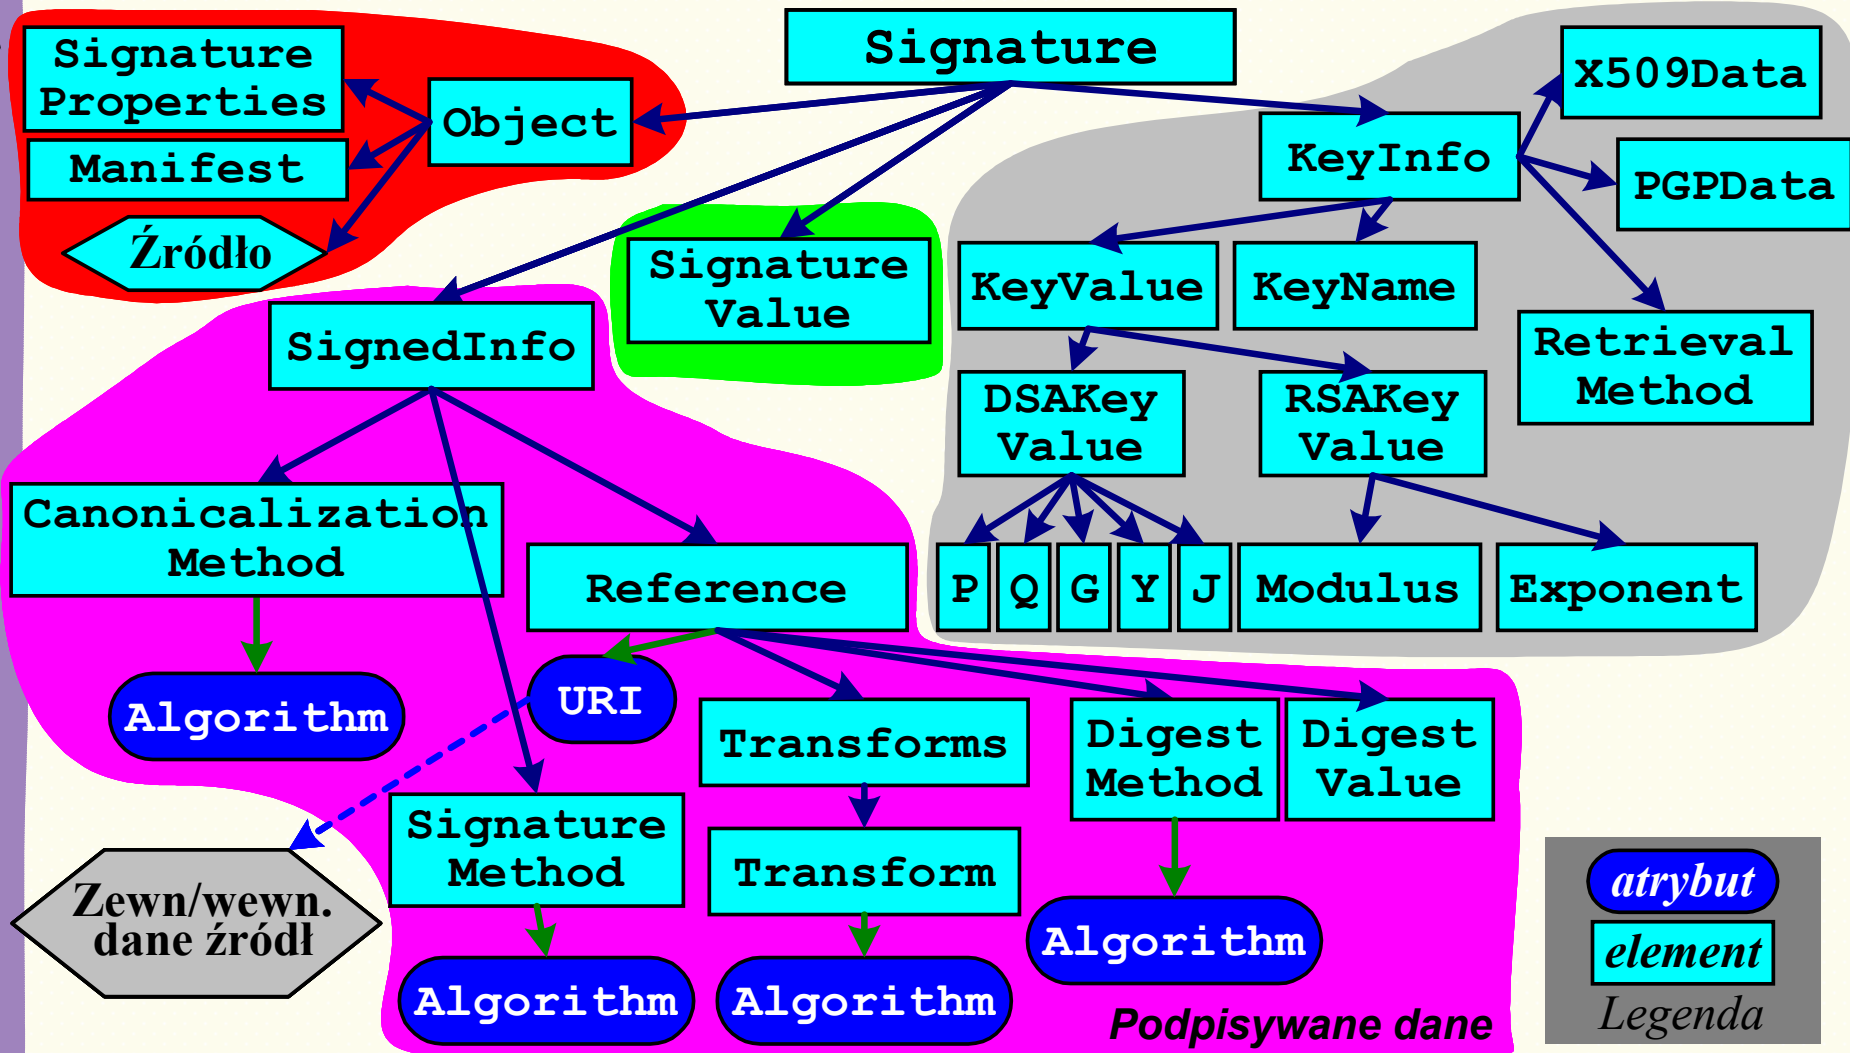 Signature
Signature
Properties
Object
Manifest
Źródło
X509Data
KeyInfo
PGPData
Signature
Value
KeyValue
KeyName
Retrieval
Method
SignedInfo
DSAKey
Value
RSAKey
Value
Canonicalization
Method
Reference
P
Q
G
Y
J
Modulus
Exponent
Algorithm
URI
Transforms
Digest
Method
Digest
Value
Signature
Method
Transform
Zewn/wewn.
dane źródł
Algorithm
Algorithm
Algorithm
Podpisywane dane
atrybut
element
Legenda